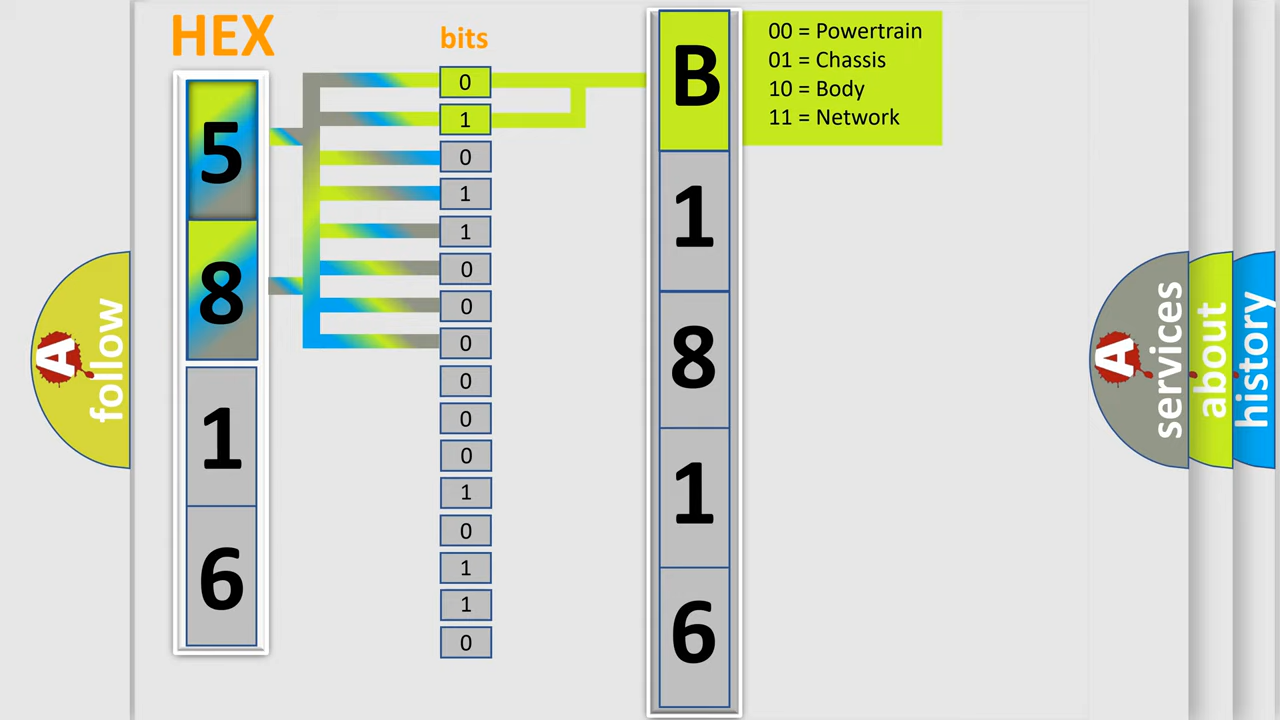 HEX
5
8
1
6
bits
0
1
0
1
1
0
0
0
0
0
0
1
0
1
1
0
B
1
8
1
6
00 = Powertrain
01 = Chassis
10 = Body
11 = Network
A follow
A services
about
history